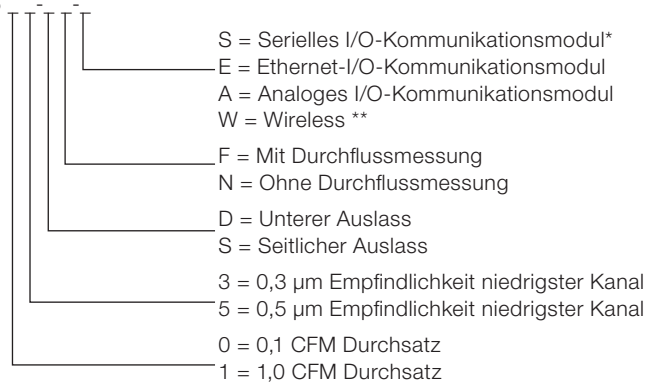 S = Serielles I/O-Kommunikationsmodul*
E = Ethernet-I/O-Kommunikationsmodul
A = Analoges I/O-Kommunikationsmodul
W = Wireless **
F = Mit Durchflussmessung
N = Ohne Durchflussmessung
D = Unterer Auslass
S = Seitlicher Auslass
3 = 0,3 µm Empfindlichkeit niedrigster Kanal
5 = 0,5 µm Empfindlichkeit niedrigster Kanal
0 = 0,1 CFM Durchsatz
1 = 1,0 CFM Durchsatz